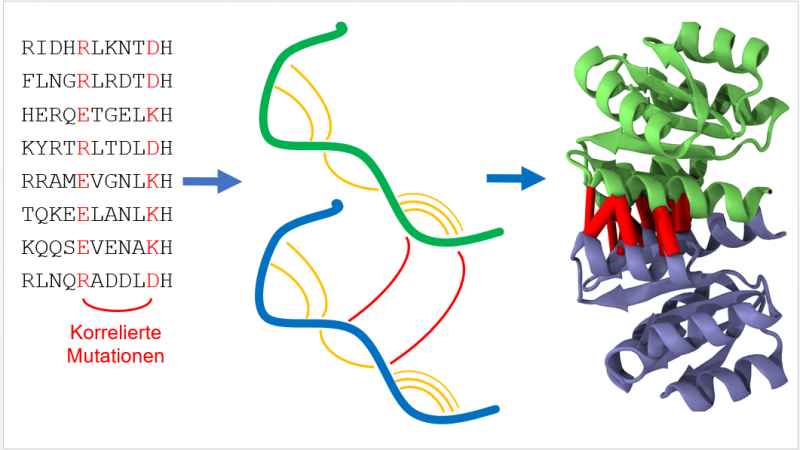 RIDHRLKNTDH
FLNGRLRDTDH
HERQETGELKH
KYRTRLTDLDH
RRAMEVGNLKH
TQKEELANLKH
KQQSEVENAKH
RLNQRADDLDH
Korrelierte
Mutationen